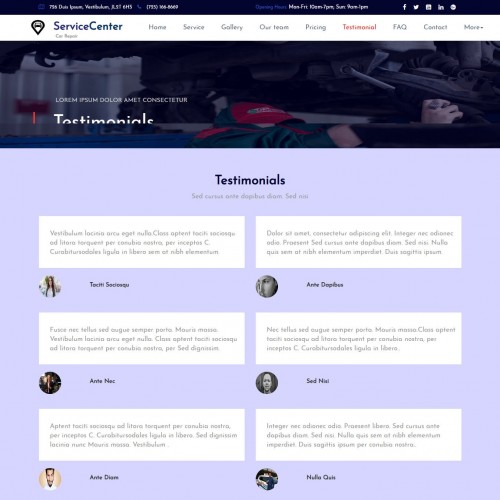 736 Duis Ipsum, Vestibulum, JLST 6HS (755) 166-8669 Opening Hours: Mon-Fri: 10am-7pm; Sun: 9am-1pm
ServiceCenter
Car Repair
Home Service Gallery Our team Pricing Testimonial FAQ Contact More
LOREM IPSUM DOLOR AMET CONSECTETUR
Testimonials
Testimonials
Sed cursus ante dapibus diam. Sed nisi
Vestibulum lacinia arcu eget nulla.Class aptent taciti sociosqu
ad litora torquent per conubia nostra, per inceptos C.
Curabitursodales ligula in libero sem at nibh elementum.
Taciti Sociosqu
Dolor sit amet, consectetur adipiscing elit. Integer nec odionec
odio. Praesent Sed cursus ante dapibus diam. Sed nisi. Nulla
quis sem at nibh elementum imperdiet. Duis sagittis ipsum.
Ante Dapibus
Fusce nec tellus sed augue semper porta. Mauris massa.
Vestibulum lacinia arcu eget nulla. Class aptent taciti sociosqu
ad litora torquent per conubia nostra, per Sed dignissim.
Ante Nec
Nec tellus sed augue semper porta. Mauris massa.Class aptent
taciti sociosqu ad litora torquent per conubia nostra, per
inceptos C. Curabitursodales ligula in libero..
Sed Nisi
Aptent taciti sociosqu ad litora torquent per conubia nostra,
per inceptos C. Curabitursodales ligula in libero. Sed dignissim
lacinia nunc Mauris massa. Vestibulum .
Ante Diam
Integer nec odionec odio. Praesent libero. Sed cursus ante
dapibus diam. Sed nisi. Nulla quis sem at nibh elementum
imperdiet. Duis sagittis ipsum per conubia nostra..
Nulla Quis